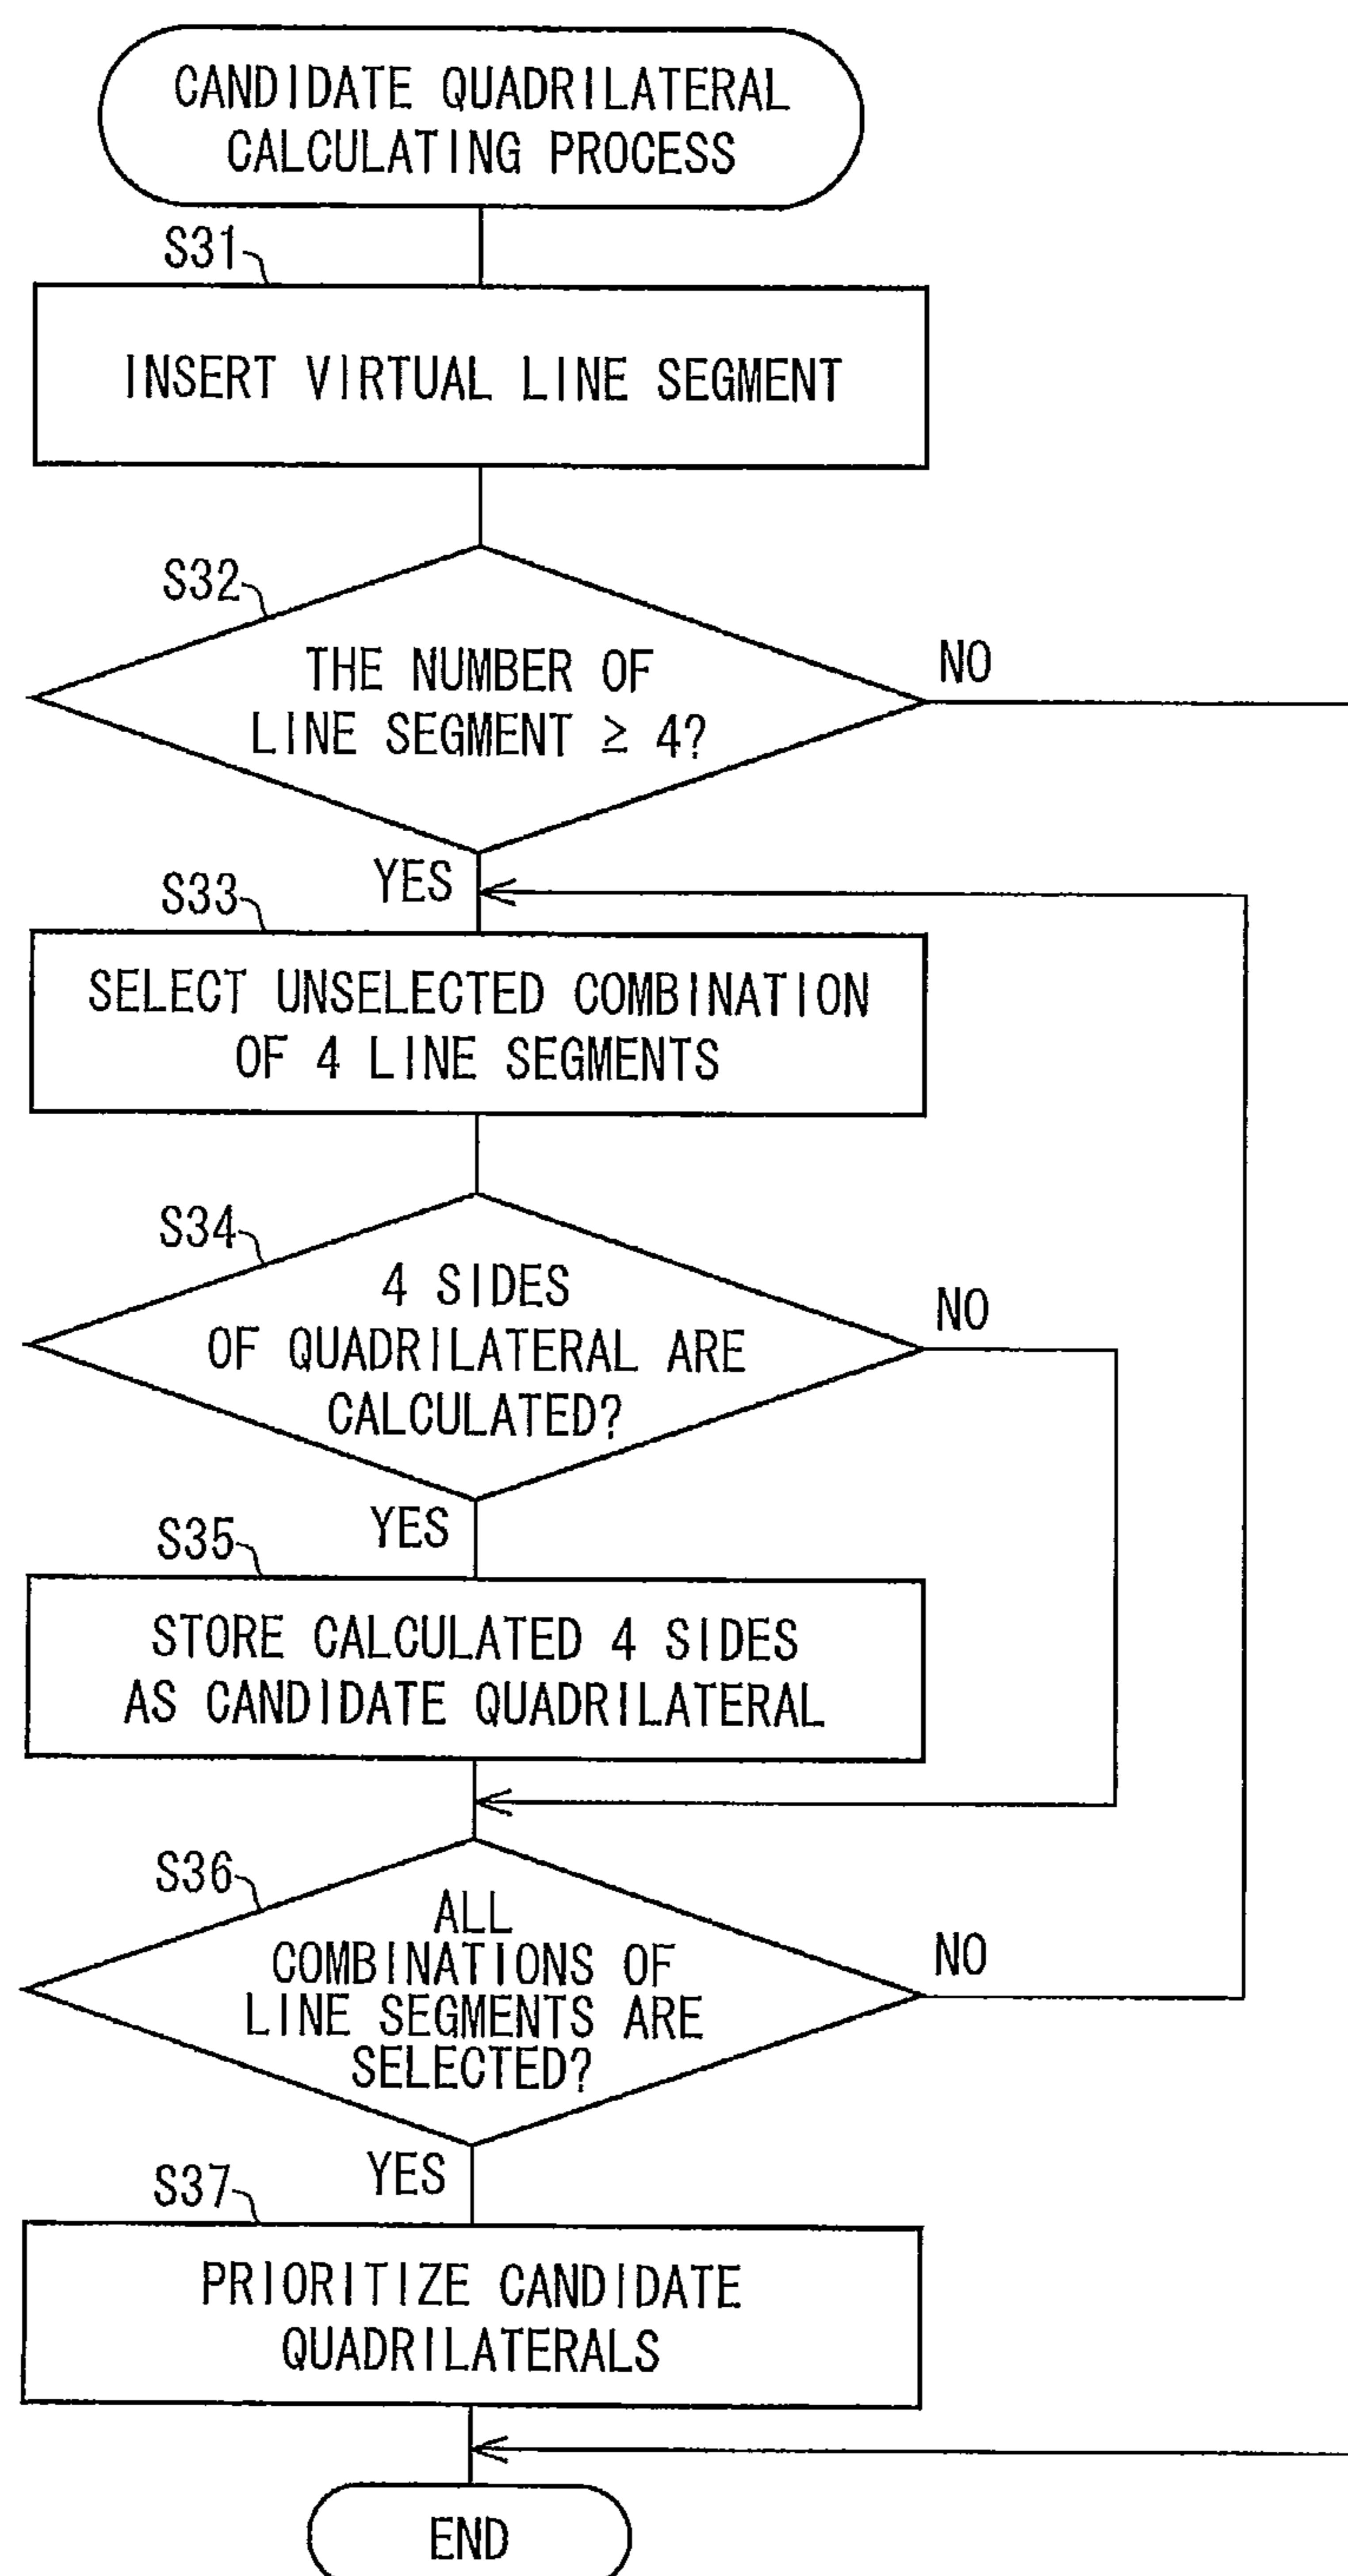 CANDIDATE QUADRILATERAL
CALCULATING PROCESS
S31
INSERT VIRTUAL LINE SEGMENT
S32
THE NUMBER OF
LINE SEGMENT ≥ 4?
NO
YES
S33
SELECT UNSELECTED COMBINATION
OF 4 LINE SEGMENTS
S34
4 SIDES
OF QUADRILATERAL ARE
CALCULATED?
NO
YES
S35
STORE CALCULATED 4 SIDES
AS CANDIDATE QUADRILATERAL
S36
ALL
COMBINATIONS OF
LINE SEGMENTS ARE
SELECTED?
NO
YES
S37
PRIORITIZE CANDIDATE
QUADRILATERALS
END